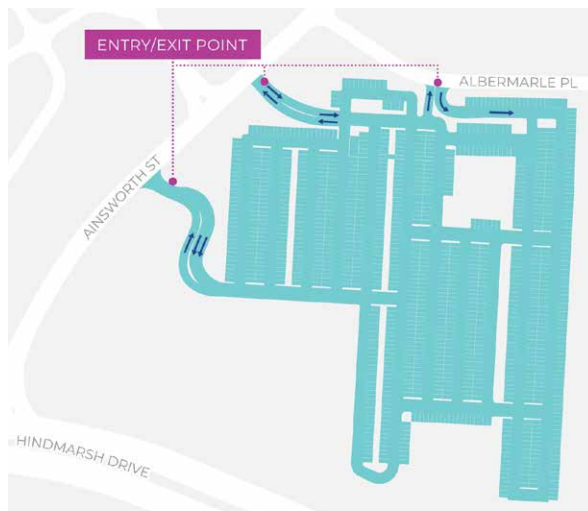 ENTRY/EXIT POINT
ALBERMARLE PL
AINSWORTH ST
HINDMARSH DRIVE